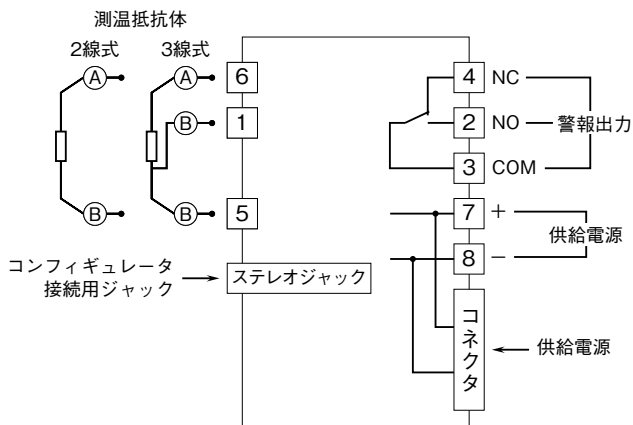 測温抵抗体
2線式 3線式
A A 6
B 1
B B 5
コンフィギュレータ
接続用ジャック
ステレオジャック
4 NC
2 NO 警報出力
3 COM
7 +
供給電源
8 −
コネクタ
供給電源